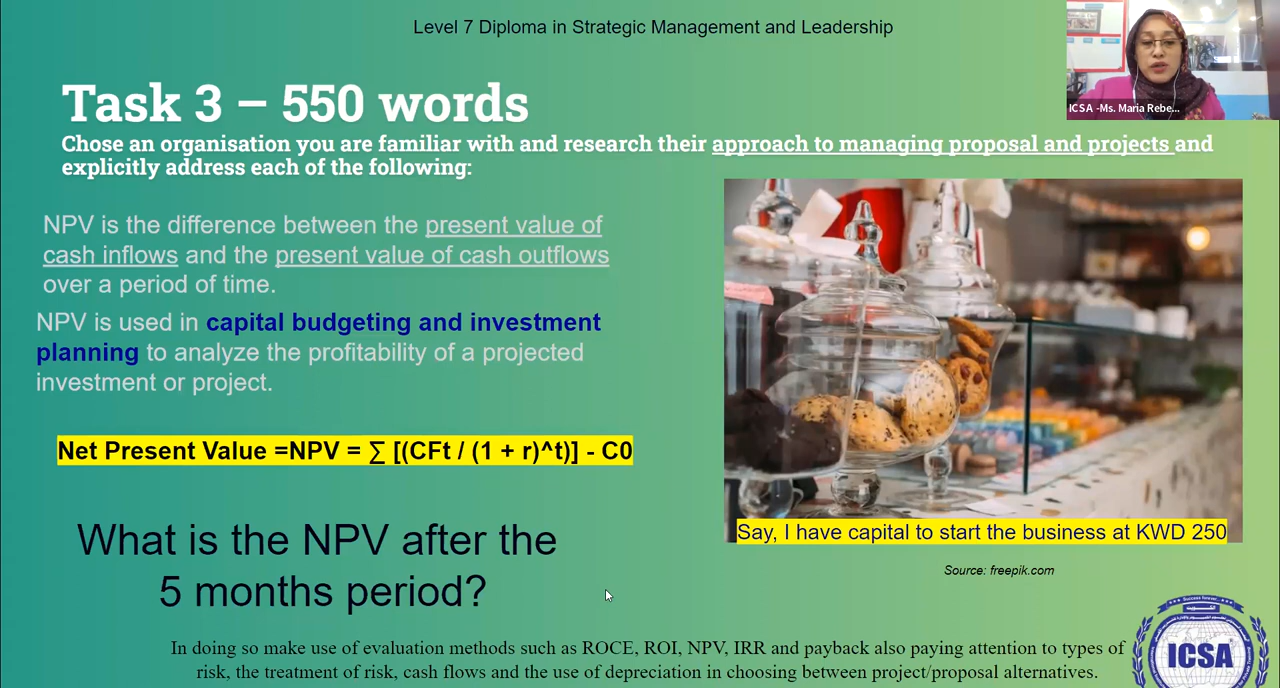 Level 7 Diploma in Strategic Management and Leadership
ICSA -Ms. Maria Rebe...
Task 3 – 550 words
Chose an organisation you are familiar with and research their approach to managing proposal and projects and
explicitly address each of the following:
NPV is the difference between the present value of
cash inflows and the present value of cash outflows
over a period of time.
NPV is used in capital budgeting and investment
planning to analyze the profitability of a projected
investment or project.
Net Present Value =NPV = ∑ [(CFt / (1 + r)^t)] - C0
What is the NPV after the
5 months period?
Say, I have capital to start the business at KWD 250
Source: freepik.com
In doing so make use of evaluation methods such as ROCE, ROI, NPV, IRR and payback also paying attention to types of
risk, the treatment of risk, cash flows and the use of depreciation in choosing between project/proposal alternatives.
Success forever...
الكويت
ICSA